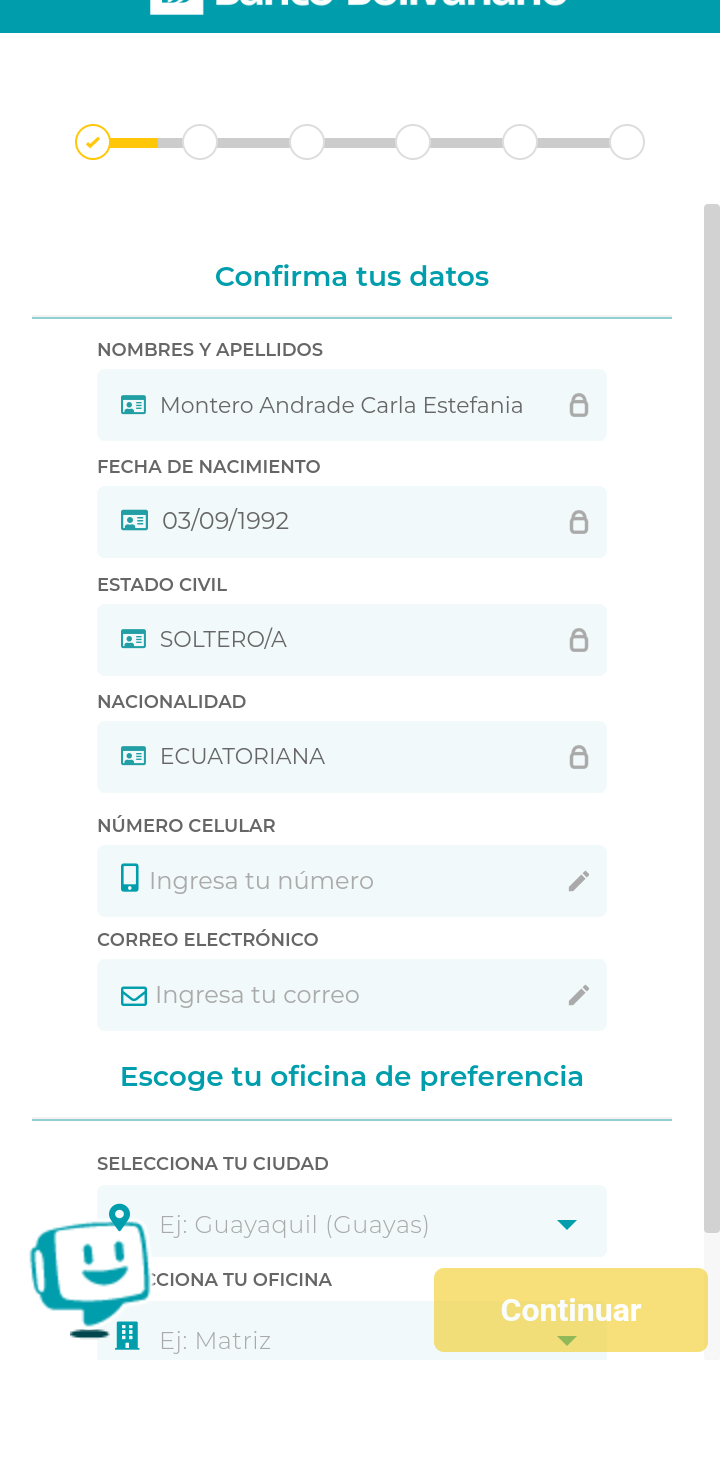 Banco Bolivariano
Confirma tus datos
NOMBRES Y APELLIDOS
Montero Andrade Carla Estefania
FECHA DE NACIMIENTO
03/09/1992
ESTADO CIVIL
SOLTERO/A
NACIONALIDAD
ECUATORIANA
NÚMERO CELULAR
Ingresa tu número
CORREO ELECTRÓNICO
Ingresa tu correo
Escoge tu oficina de preferencia
SELECCIONA TU CIUDAD
Ej: Guayaquil (Guayas)
CCIONA TU OFICINA
Continuar
Ej: Matriz